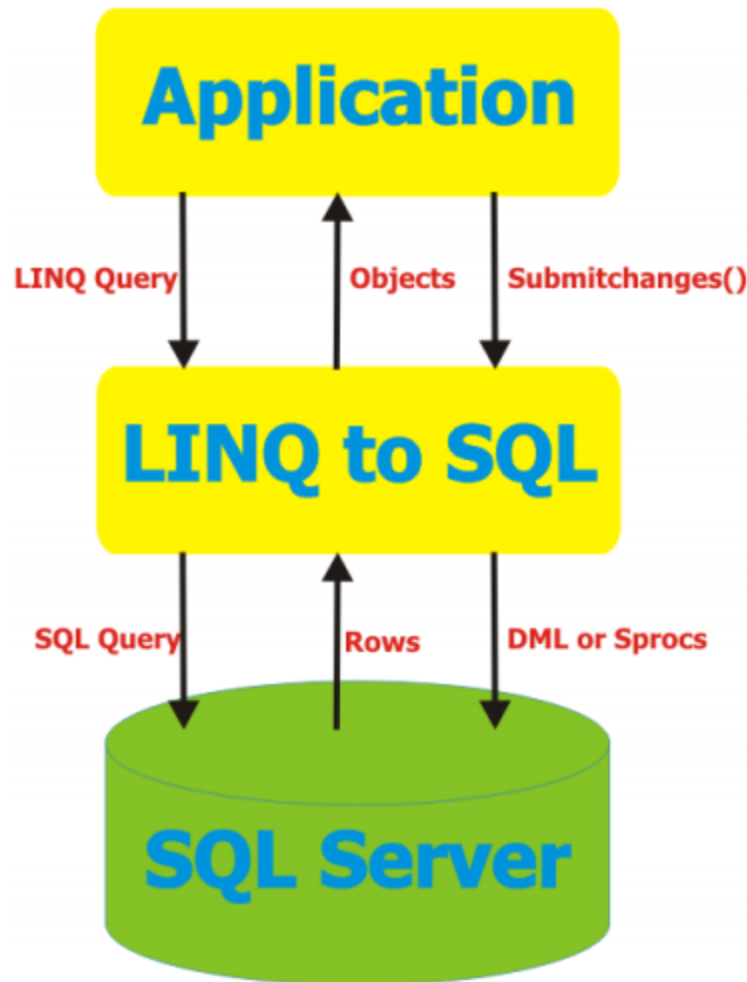 Application
LINQ Query
Objects
Submitchanges()
LINQ to SQL
SQL Query
Rows
DML or Sprocs
SQL Server